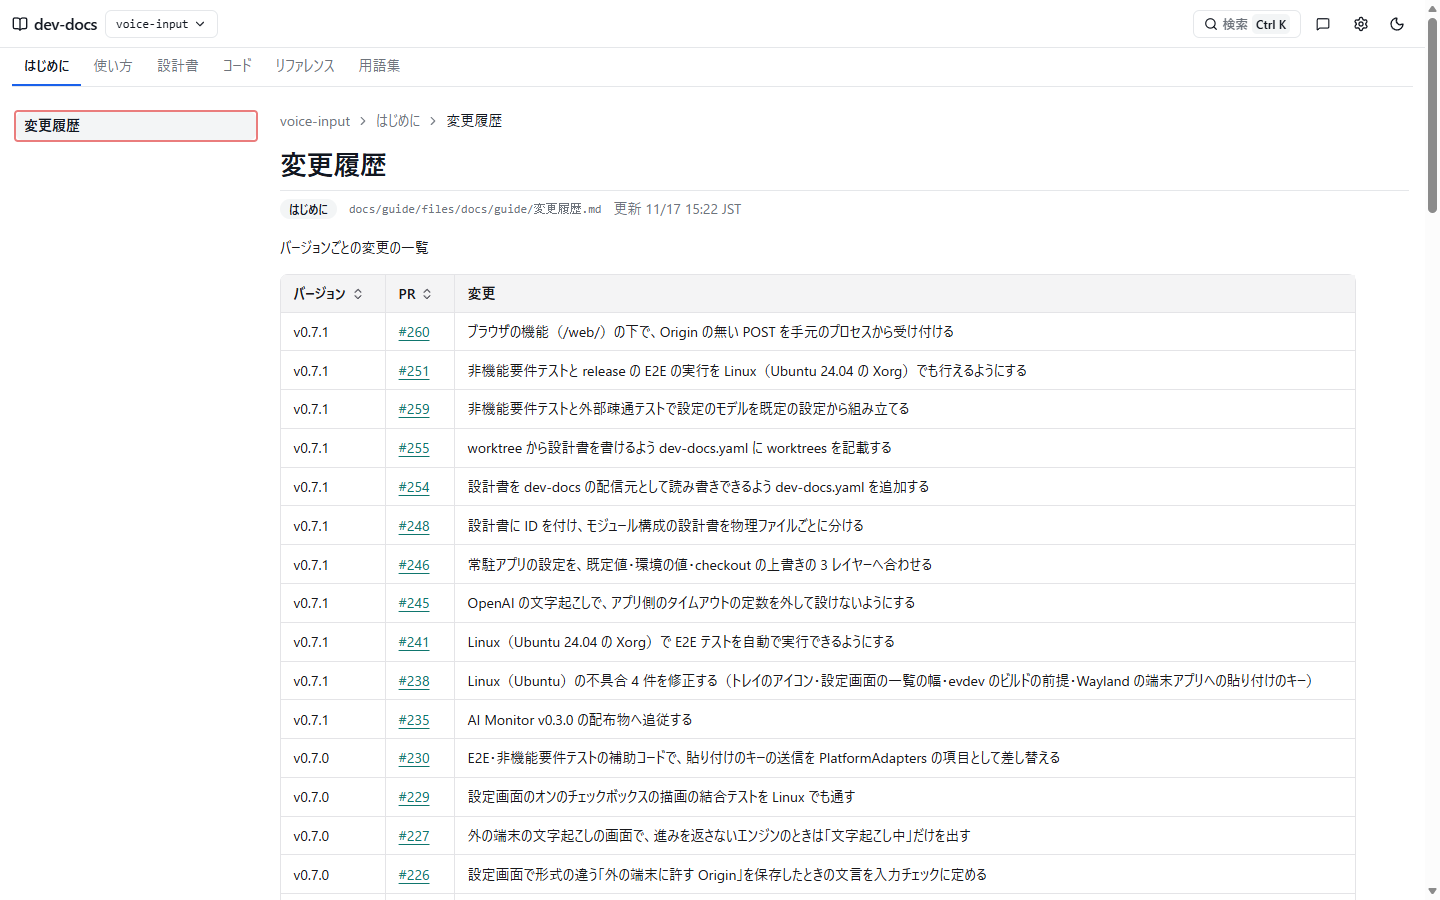 dev-docs voice-input 検索 Ctrl K
はじめに 使い方 設計書 コード リファレンス 用語集
変更履歴
voice-input > はじめに > 変更履歴
変更履歴
はじめに docs/guide/files/docs/guide/変更履歴.md 更新 11/17 15:22 JST
バージョンごとの変更の一覧
バージョン PR 変更
v0.7.1 #260 ブラウザの機能（/web/）の下で、Origin の無い POST を手元のプロセスから受け付ける
v0.7.1 #251 非機能要件テストと release の E2E の実行を Linux（Ubuntu 24.04 の Xorg）でも行えるようにする
v0.7.1 #259 非機能要件テストと外部疎通テストで設定のモデルを既定の設定から組み立てる
v0.7.1 #255 worktree から設計書を書けるよう dev-docs.yaml に worktrees を記載する
v0.7.1 #254 設計書を dev-docs の配信元として読み書きできるよう dev-docs.yaml を追加する
v0.7.1 #248 設計書に ID を付け、モジュール構成の設計書を物理ファイルごとに分ける
v0.7.1 #246 常駐アプリの設定を、既定値・環境の値・checkout の上書きの 3 レイヤーへ合わせる
v0.7.1 #245 OpenAI の文字起こしで、アプリ側のタイムアウトの定数を外して設けないようにする
v0.7.1 #241 Linux（Ubuntu 24.04 の Xorg）で E2E テストを自動で実行できるようにする
v0.7.1 #238 Linux（Ubuntu）の不具合 4 件を修正する（トレイのアイコン・設定画面の一覧の幅・evdev のビルドの前提・Wayland の端末アプリへの貼り付けのキー）
v0.7.1 #235 AI Monitor v0.3.0 の配布物へ追従する
v0.7.0 #230 E2E・非機能要件テストの補助コードで、貼り付けのキーの送信を PlatformAdapters の項目として差し替える
v0.7.0 #229 設定画面のオンのチェックボックスの描画の結合テストを Linux でも通す
v0.7.0 #227 外の端末の文字起こしの画面で、進みを返さないエンジンのときは「文字起こし中」だけを出す
v0.7.0 #226 設定画面で形式の違う「外の端末に許す Origin」を保存したときの文言を入力チェックに定める